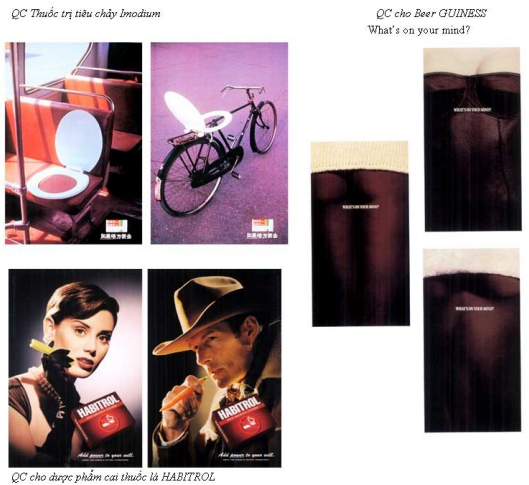 QC Thuốc trị tiêu chảy Imodium
QC cho Beer GUINESS
What's on your mind?
WHAT'S ON YOUR MIND?
WHAT'S ON YOUR MIND?
WHAT'S ON YOUR MIND?
HABITROL
Add power to your will.
HABITROL
Add power to your will.
QC cho dược phẩm cai thuốc lá HABITROL